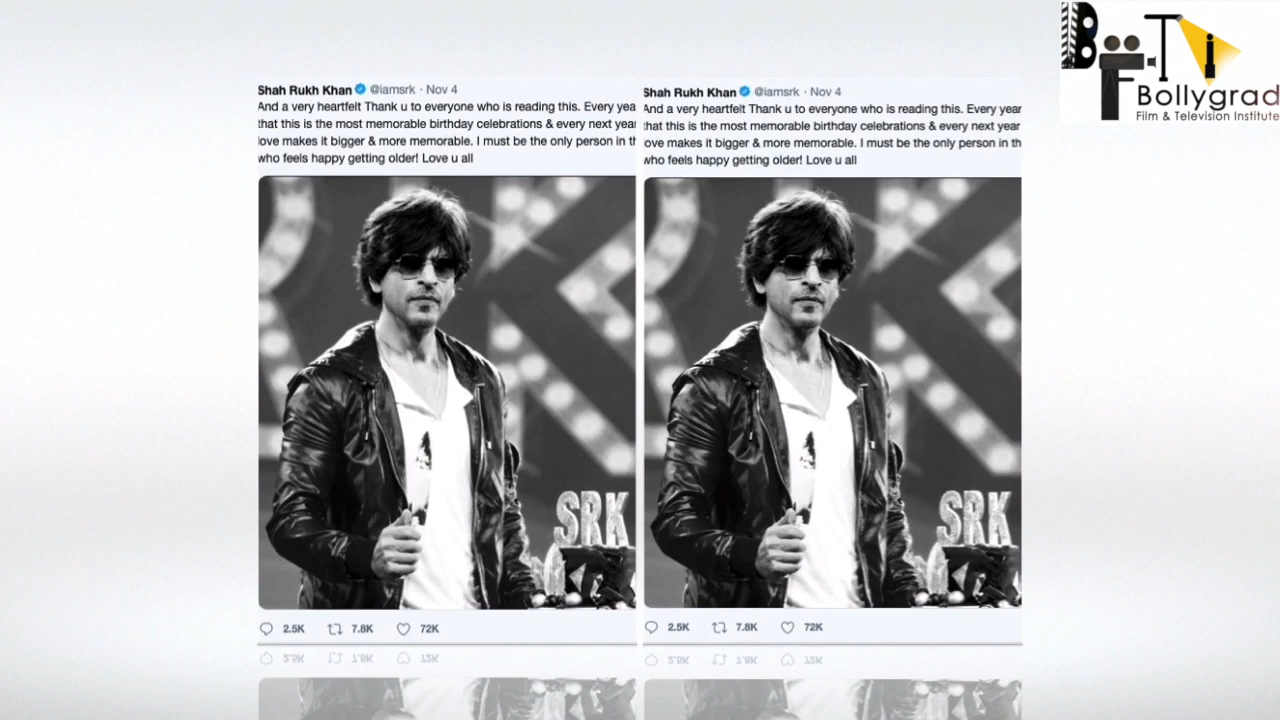 Shah Rukh Khan @iamsrk · Nov 4
And a very heartfelt Thank u to everyone who is reading this. Every yea
that this is the most memorable birthday celebrations & every next year
love makes it bigger & more memorable. I must be the only person in th
who feels happy getting older! Love u all
SRK
2.5K 7.8K 72K
Shah Rukh Khan @iamsrk · Nov 4
And a very heartfelt Thank u to everyone who is reading this. Every year
that this is the most memorable birthday celebrations & every next year
love makes it bigger & more memorable. I must be the only person in th
who feels happy getting older! Love u all
SRK
2.5K 7.8K 72K
BFTi
Bollygrad
Film & Television Institute